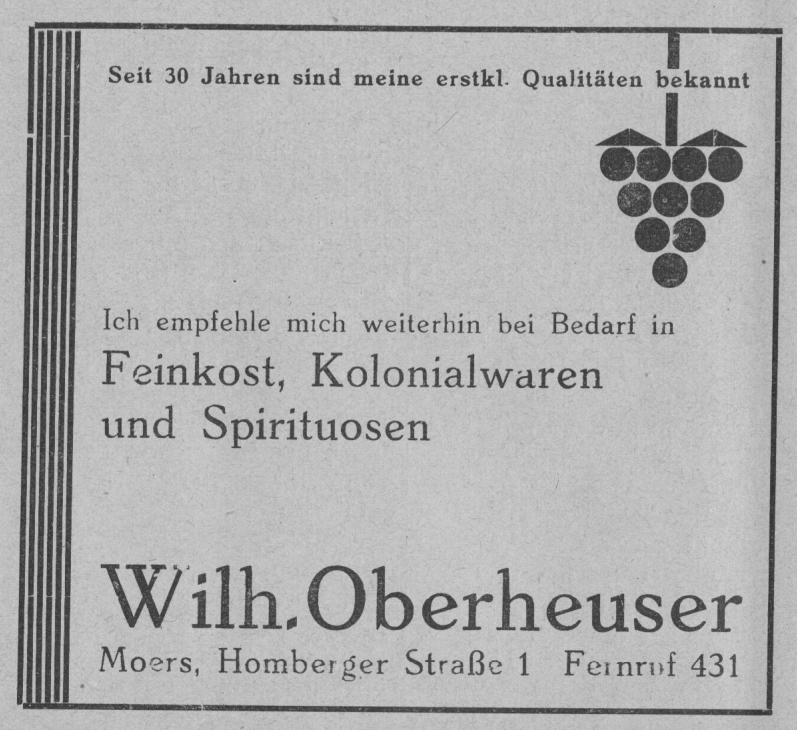 Seit 30 Jahren sind meine erstkl. Qualitäten bekannt
Ich empfehle mich weiterhin bei Bedarf in
Feinkost, Kolonialwaren
und Spirituosen
Wilh. Oberheuser
Moers, Homberger Straße 1 Fernruf 431